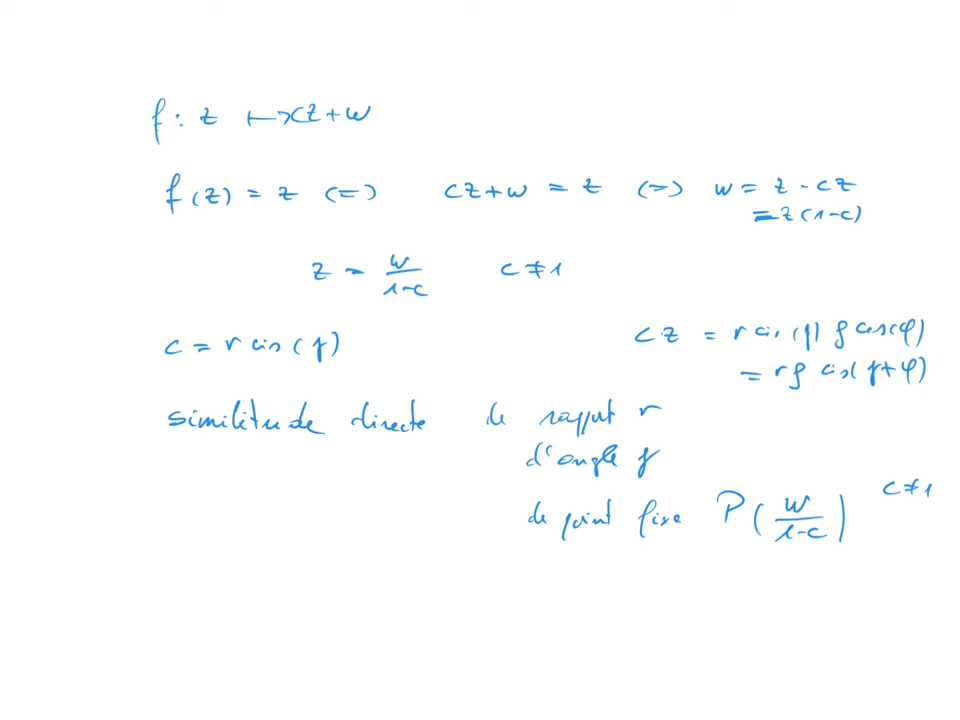 f : z ↦ cz + w
f(z) = z (=) cz + w = z (=) w = z - cz
= z(1-c)
z = w/(1-c) c ≠ 1
c = r cis(γ) cz = r cis(γ) ρ cis(φ)
= rρ cis(γ+φ)
similitude directe de rapport r
d'angle γ
de point fixe P(w/(1-c)) c ≠ 1